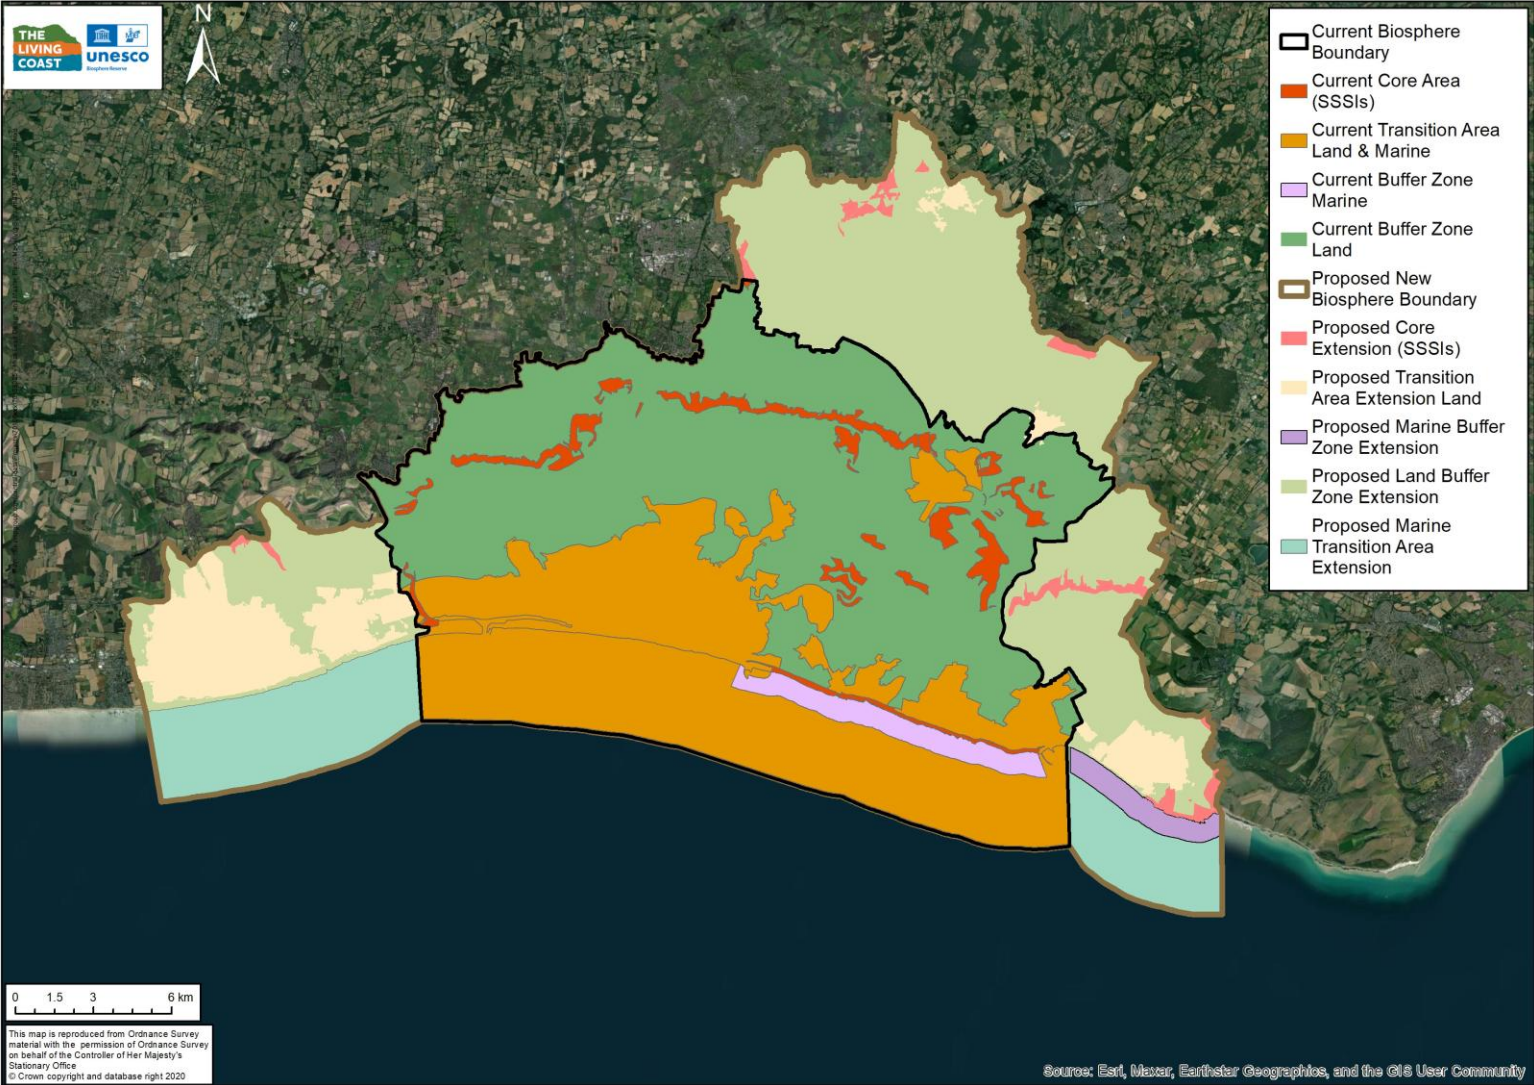 THE
LIVING
COAST
unesco
Biosphere Reserve
N
Current Biosphere
Boundary
Current Core Area
(SSSIs)
Current Transition Area
Land & Marine
Current Buffer Zone
Marine
Current Buffer Zone
Land
Proposed New
Biosphere Boundary
Proposed Core
Extension (SSSIs)
Proposed Transition
Area Extension Land
Proposed Marine Buffer
Zone Extension
Proposed Land Buffer
Zone Extension
Proposed Marine
Transition Area
Extension
0 1.5 3 6 km
This map is reproduced from Ordnance Survey
material with the permission of Ordnance Survey
on behalf of the Controller of Her Majesty's
Stationary Office
© Crown copyright and database right 2020
Source: Esri, Maxar, Earthstar Geographics, and the GIS User Community